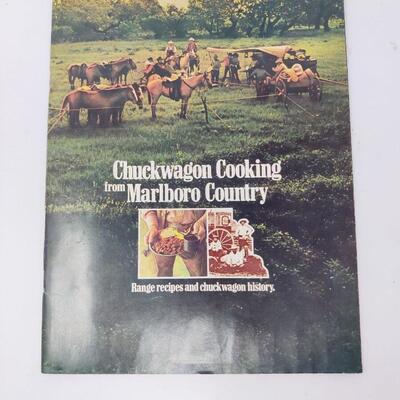 Chuckwagon Cooking
from Marlboro Country
Range recipes and chuckwagon history.